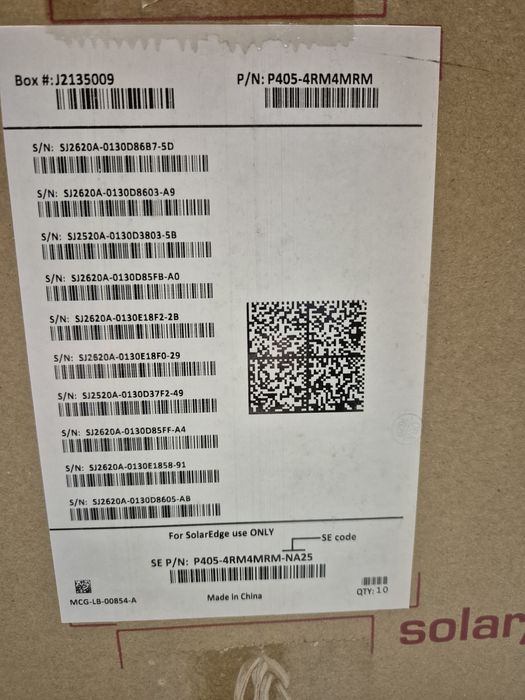 Box #:J2135009
P/N: P405-4RM4MRM
S/N: SJ2620A-0130D86B7-5D
S/N: SJ2620A-0130D8603-A9
S/N: SJ2520A-0130D3803-5B
S/N: SJ2620A-0130D85FB-A0
S/N: SJ2620A-0130E18F2-2B
S/N: SJ2620A-0130E18F0-29
S/N: SJ2520A-0130D37F2-49
S/N: SJ2620A-0130D85FF-A4
S/N: SJ2620A-0130E1858-91
S/N: SJ2620A-0130D8605-AB
For SolarEdge use ONLY
SE code
SE P/N: P405-4RM4MRM-NA25
MCG-LB-00854-A
Made in China
QTY: 10
solar